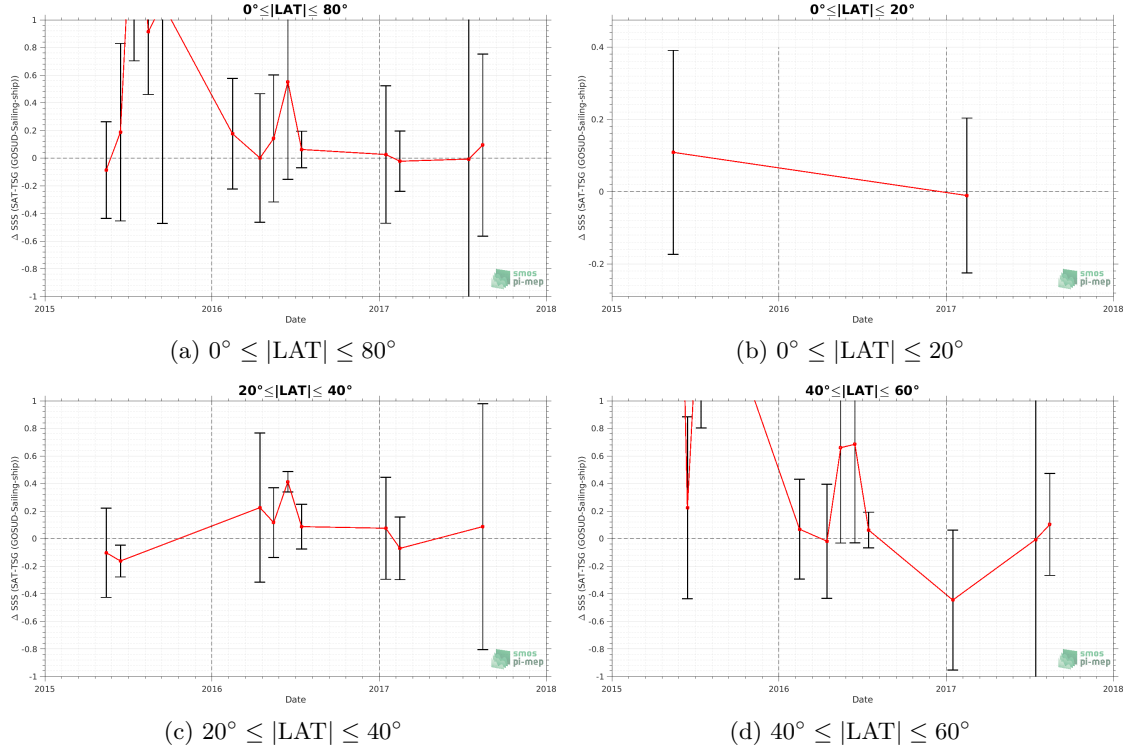 0°≤|LAT|≤ 80°
Δ SSS (SAT-TSG (GOSUD-Sailing-ship))
1
0.8
0.6
0.4
0.2
0
-0.2
-0.4
-0.6
-0.8
-1
2015
2016
2017
2018
Date
smos
pi-mep
(a) 0° ≤ |LAT| ≤ 80°
0°≤|LAT|≤ 20°
Δ SSS (SAT-TSG (GOSUD-Sailing-ship))
0.4
0.2
0
-0.2
2015
2016
2017
2018
Date
smos
pi-mep
(b) 0° ≤ |LAT| ≤ 20°
20°≤|LAT|≤ 40°
Δ SSS (SAT-TSG (GOSUD-Sailing-ship))
1
0.8
0.6
0.4
0.2
0
-0.2
-0.4
-0.6
-0.8
-1
2015
2016
2017
2018
Date
smos
pi-mep
(c) 20° ≤ |LAT| ≤ 40°
40°≤|LAT|≤ 60°
Δ SSS (SAT-TSG (GOSUD-Sailing-ship))
1
0.8
0.6
0.4
0.2
0
-0.2
-0.4
-0.6
-0.8
-1
2015
2016
2017
2018
Date
smos
pi-mep
(d) 40° ≤ |LAT| ≤ 60°